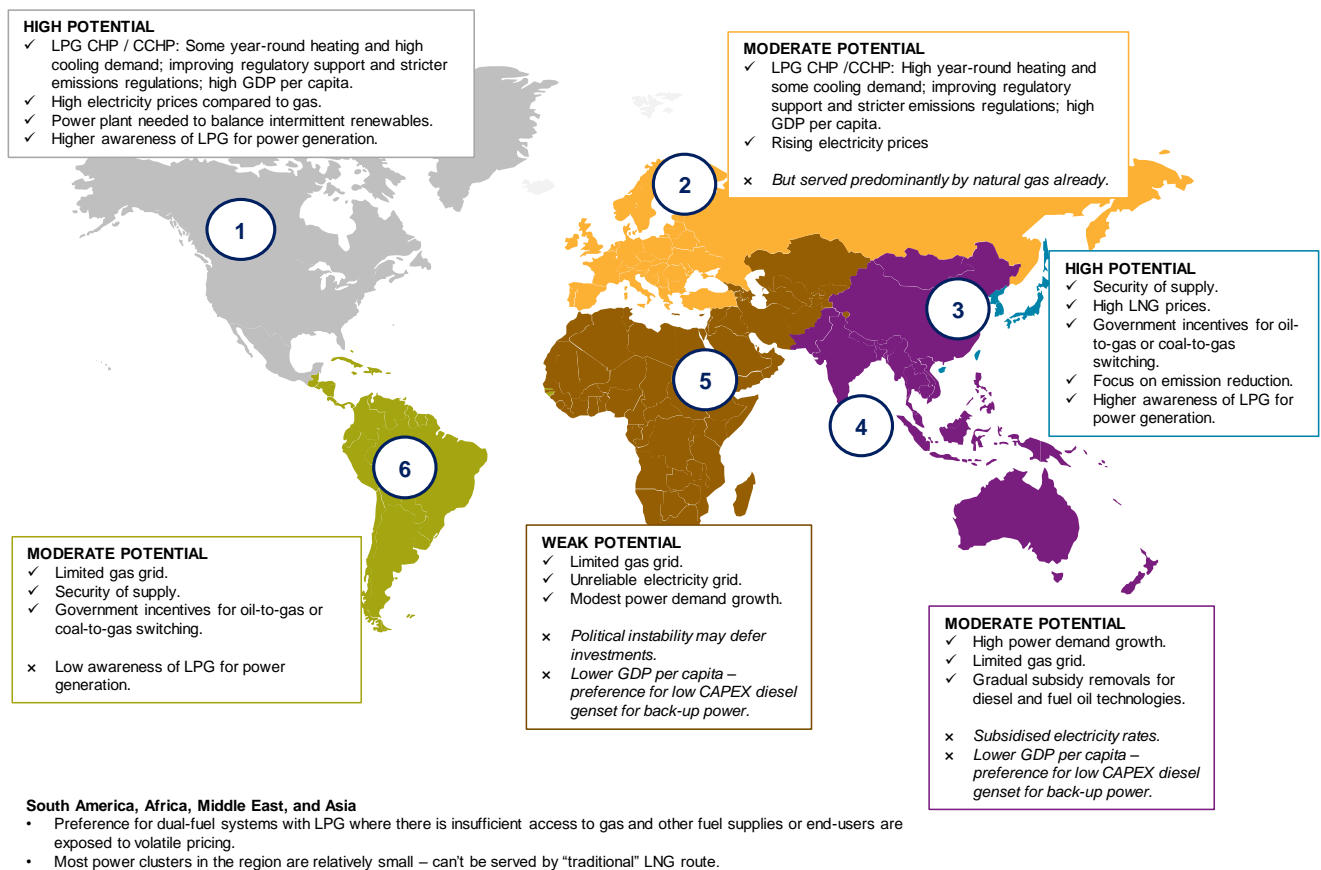 HIGH POTENTIAL
✓ LPG CHP / CCHP: Some year-round heating and high
cooling demand; improving regulatory support and stricter
emissions regulations; high GDP per capita.
✓ High electricity prices compared to gas.
✓ Power plant needed to balance intermittent renewables.
✓ Higher awareness of LPG for power generation.
MODERATE POTENTIAL
✓ LPG CHP /CCHP: High year-round heating and
some cooling demand; improving regulatory
support and stricter emissions regulations; high
GDP per capita.
✓ Rising electricity prices
× But served predominantly by natural gas already.
1
2
3
4
5
6
HIGH POTENTIAL
✓ Security of supply.
✓ High LNG prices.
✓ Government incentives for oil-
to-gas or coal-to-gas
switching.
✓ Focus on emission reduction.
✓ Higher awareness of LPG for
power generation.
MODERATE POTENTIAL
✓ Limited gas grid.
✓ Security of supply.
✓ Government incentives for oil-to-gas or
coal-to-gas switching.
× Low awareness of LPG for power
generation.
WEAK POTENTIAL
✓ Limited gas grid.
✓ Unreliable electricity grid.
✓ Modest power demand growth.
× Political instability may defer
investments.
× Lower GDP per capita –
preference for low CAPEX diesel
genset for back-up power.
MODERATE POTENTIAL
✓ High power demand growth.
✓ Limited gas grid.
✓ Gradual subsidy removals for
diesel and fuel oil technologies.
× Subsidised electricity rates.
× Lower GDP per capita –
preference for low CAPEX diesel
genset for back-up power.
South America, Africa, Middle East, and Asia
• Preference for dual-fuel systems with LPG where there is insufficient access to gas and other fuel supplies or end-users are
exposed to volatile pricing.
• Most power clusters in the region are relatively small – can't be served by “traditional” LNG route.